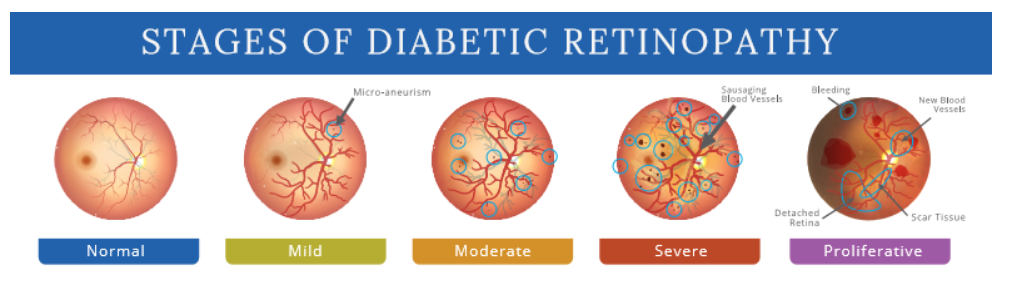 STAGES OF DIABETIC RETINOPATHY
Micro-aneurism
Sausaging
Blood Vessels
Bleeding
New Blood
Vessels
Detached
Retina
Scar Tissue
Normal
Mild
Moderate
Severe
Proliferative